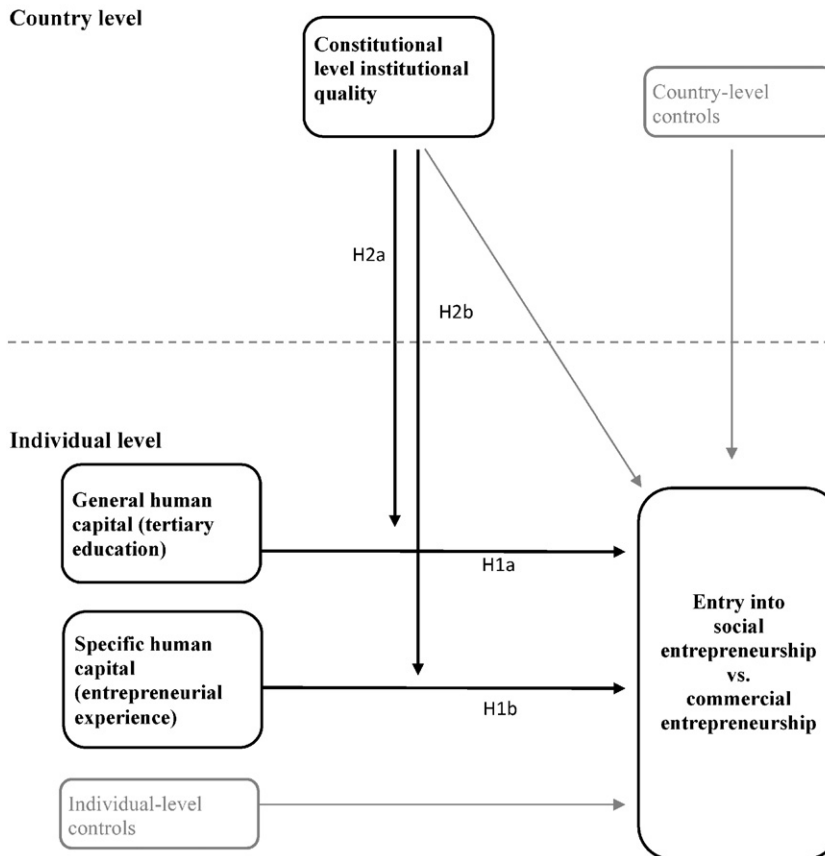 Country level
Constitutional
level institutional
quality
Country-level
controls
H2a
H2b
Individual level
General human
capital (tertiary
education)
H1a
Specific human
capital
(entrepreneurial
experience)
H1b
Entry into
social
entrepreneurship
vs.
commercial
entrepreneurship
Individual-level
controls